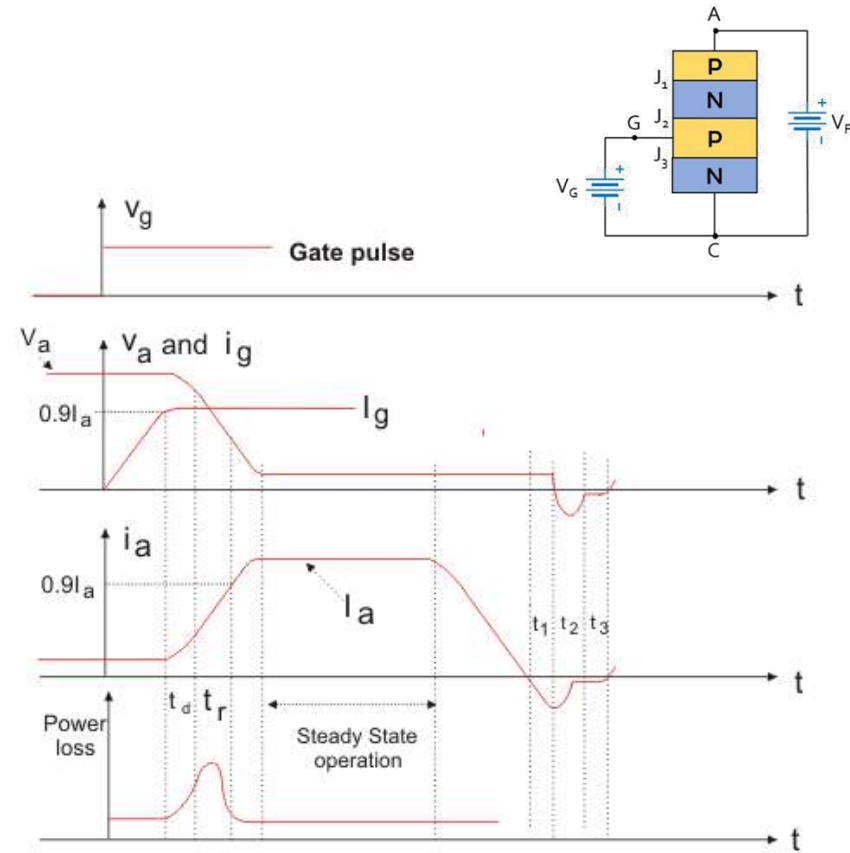 A
P
J1
N
J2
G
P
J3
N
VG
+
-
+
-
VF
C
vg
Gate pulse
t
Va
va and ig
0.9Ia
Ig
t
ia
0.9Ia
Ia
t1 t2 t3
t
td tr
Power
loss
Steady State
operation
t